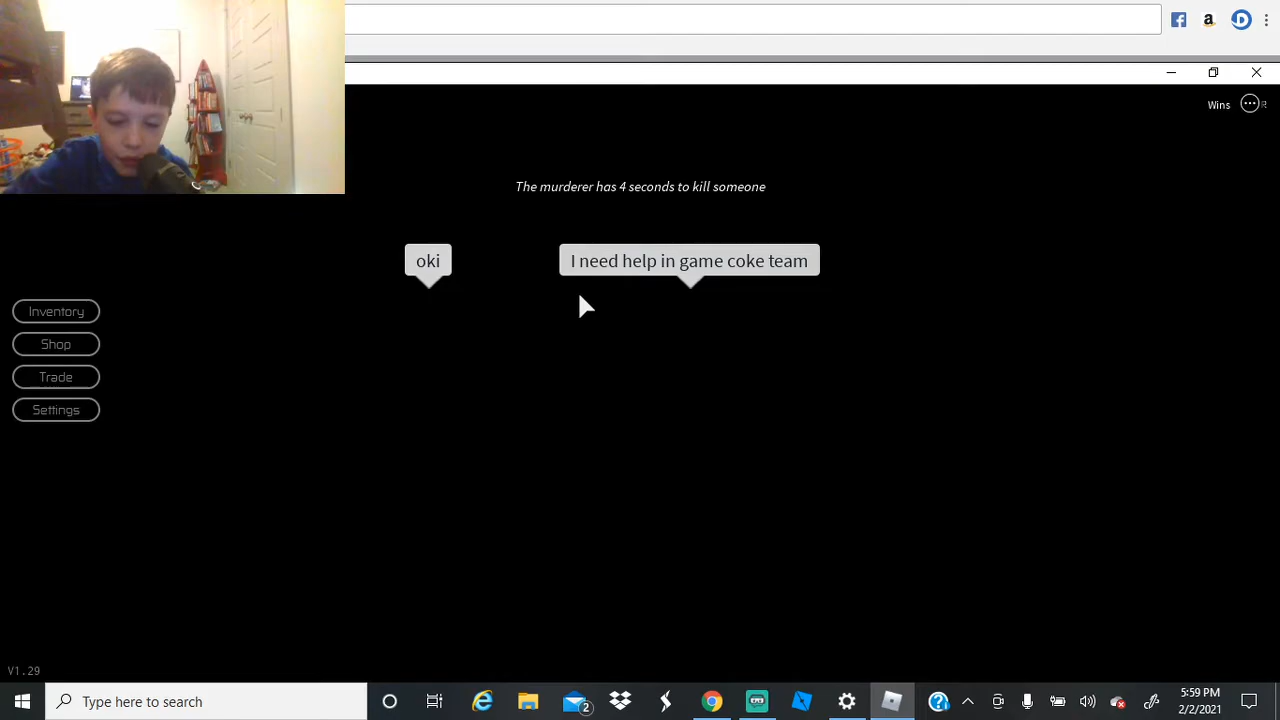 Wins
The murderer has 4 seconds to kill someone
oki
I need help in game coke team
Inventory
Shop
Trade
Settings
V1.29
Type here to search
2
5:59 PM
2/2/2021